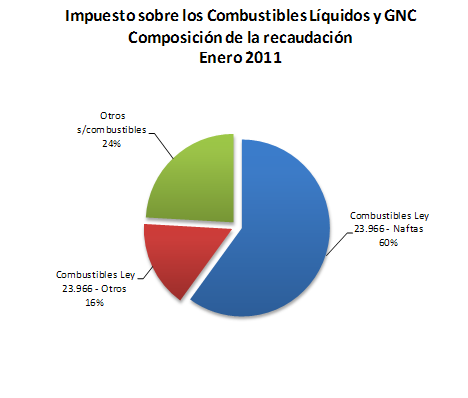 Impuesto sobre los Combustibles Líquidos y GNC
Composición de la recaudación
Enero 2011
Otros
s/combustibles
24%
Combustibles Ley
23.966 - Naftas
60%
Combustibles Ley
23.966 - Otros
16%